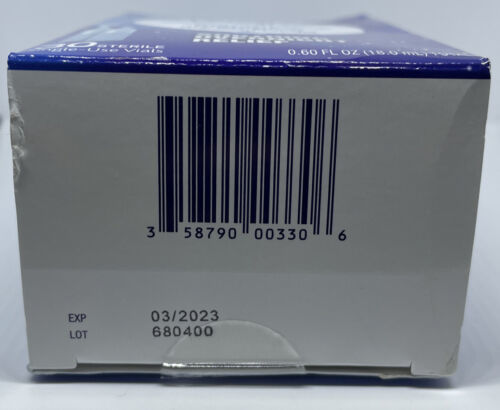 STERILE
-Use Vials
RELIEF
0.60 FL OZ (18.0 mL)
3 58790 00330 6
EXP 03/2023
LOT 680400